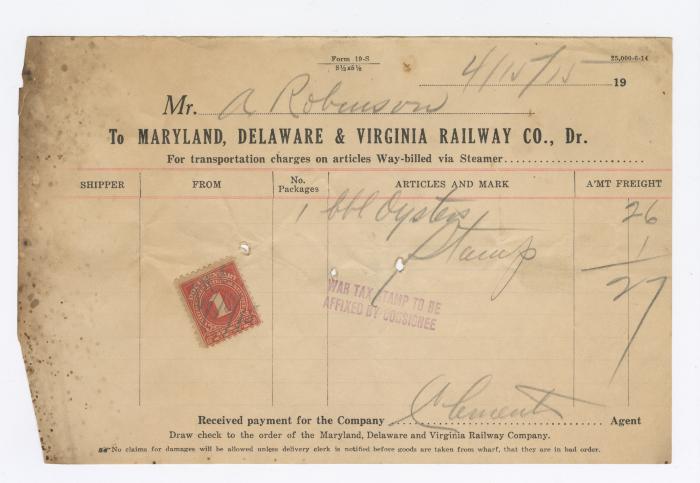 Form 19-S
5½x8½
25,000-6-14
4/15/15 19
Mr. A Robinson
To MARYLAND, DELAWARE & VIRGINIA RAILWAY CO., Dr.
For transportation charges on articles Way-billed via Steamer
SHIPPER FROM No. Packages ARTICLES AND MARK A'MT FREIGHT
1 bbl Oysters 26
Stamp 1
27
DOCUMENTARY
1
WAR TAX STAMP TO BE
AFFIXED BY CONSIGNEE
Received payment for the Company Clements Agent
Draw check to the order of the Maryland, Delaware and Virginia Railway Company.
No claims for damages will be allowed unless delivery clerk is notified before goods are taken from wharf, that they are in bad order.